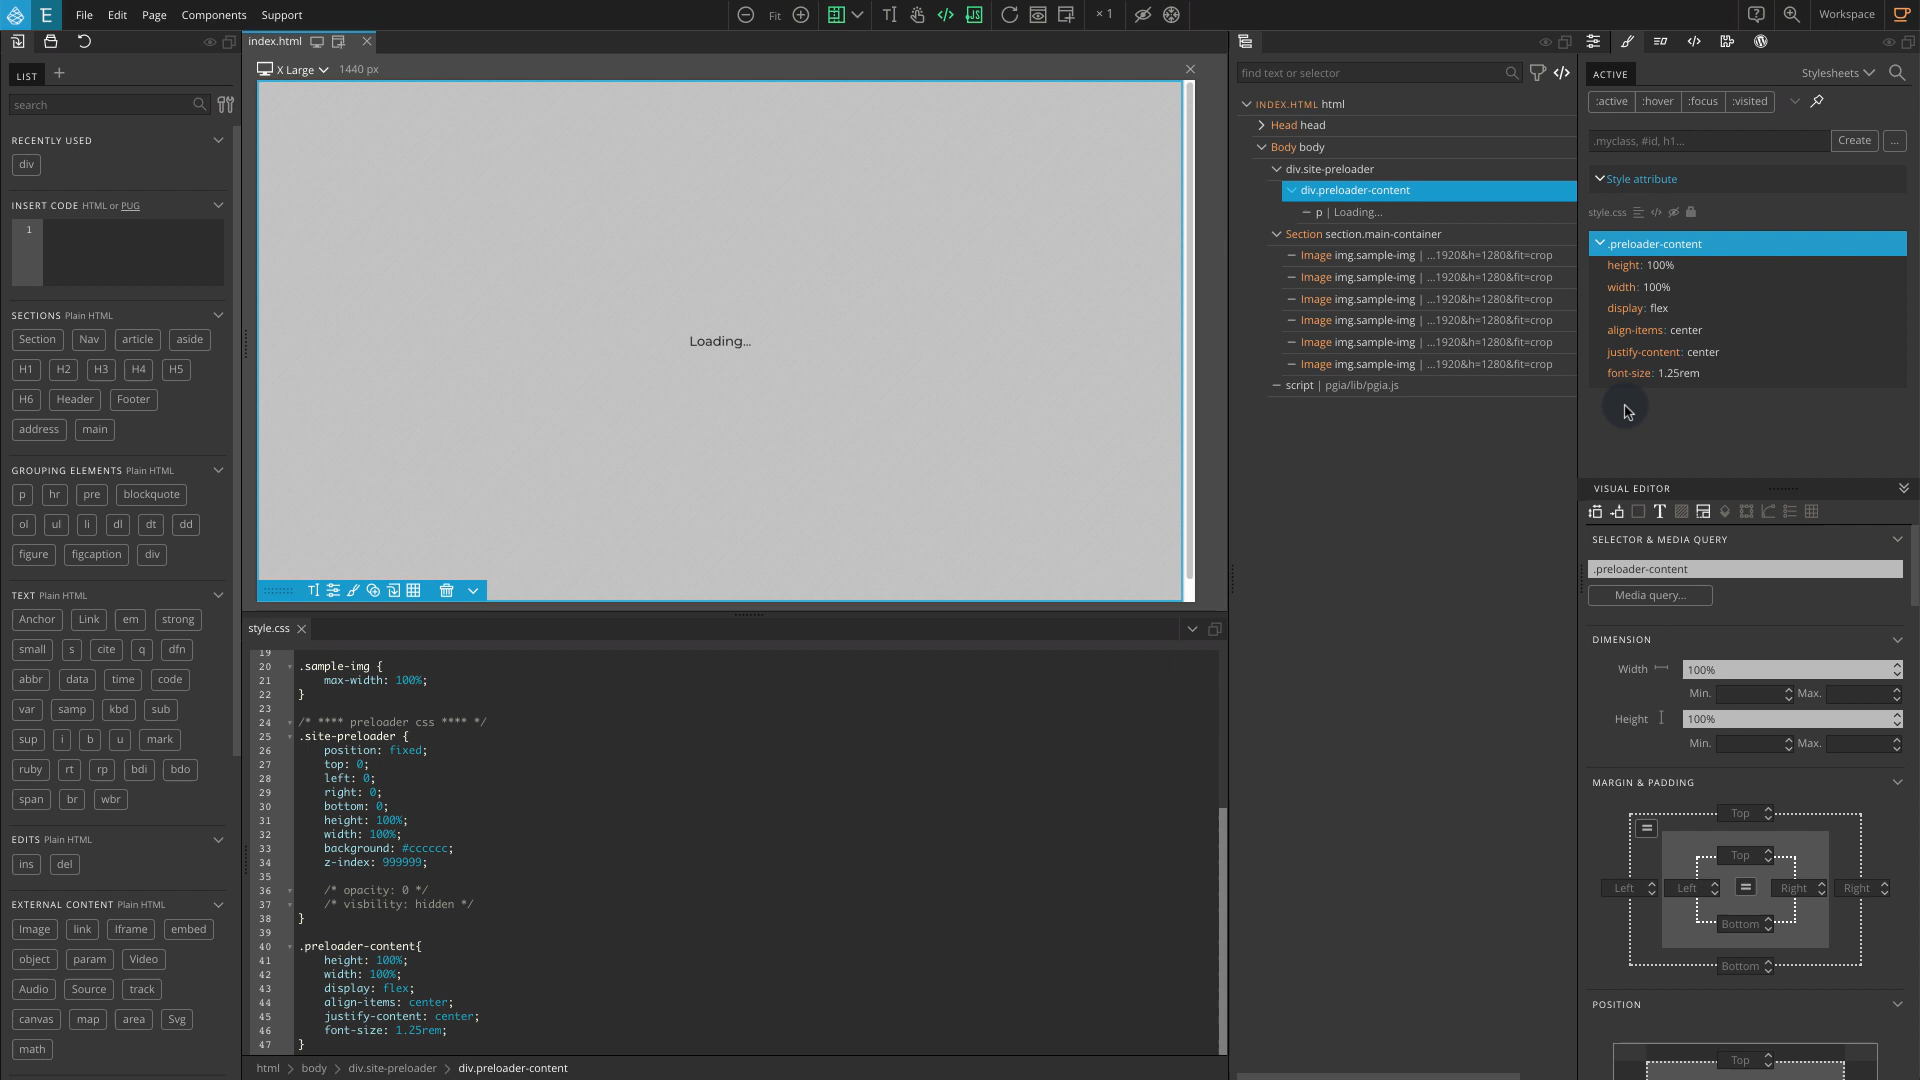 File Edit Page Components Support
Fit
× 1
Workspace
LIST
search
RECENTLY USED
div
INSERT CODE HTML or PUG
1
SECTIONS Plain HTML
Section Nav article aside
H1 H2 H3 H4 H5
H6 Header Footer
address main
GROUPING ELEMENTS Plain HTML
p hr pre blockquote
ol ul li dl dt dd
figure figcaption div
TEXT Plain HTML
Anchor Link em strong
small s cite q dfn
abbr data time code
var samp kbd sub
sup i b u mark
ruby rt rp bdi bdo
span br wbr
EDITS Plain HTML
ins del
EXTERNAL CONTENT Plain HTML
Image link Iframe embed
object param Video
Audio Source track
canvas map area Svg
math
index.html
X Large 1440 px
Loading...
style.css
19
20 .sample-img {
21 max-width: 100%;
22 }
23
24 /* **** preloader css **** */
25 .site-preloader {
26 position: fixed;
27 top: 0;
28 left: 0;
29 right: 0;
30 bottom: 0;
31 height: 100%;
32 width: 100%;
33 background: #cccccc;
34 z-index: 999999;
35
36 /* opacity: 0 */
37 /* visbility: hidden */
38 }
39
40 .preloader-content{
41 height: 100%;
42 width: 100%;
43 display: flex;
44 align-items: center;
45 justify-content: center;
46 font-size: 1.25rem;
47 }
html > body > div.site-preloader > div.preloader-content
find text or selector
INDEX.HTML html
Head head
Body body
div.site-preloader
div.preloader-content
p | Loading...
Section section.main-container
Image img.sample-img | ...1920&h=1280&fit=crop
Image img.sample-img | ...1920&h=1280&fit=crop
Image img.sample-img | ...1920&h=1280&fit=crop
Image img.sample-img | ...1920&h=1280&fit=crop
Image img.sample-img | ...1920&h=1280&fit=crop
Image img.sample-img | ...1920&h=1280&fit=crop
script | pgia/lib/pgia.js
ACTIVE
Stylesheets
:active :hover :focus :visited
.myclass, #id, h1...
Create ...
Style attribute
style.css
.preloader-content
height: 100%
width: 100%
display: flex
align-items: center
justify-content: center
font-size: 1.25rem
VISUAL EDITOR
SELECTOR & MEDIA QUERY
.preloader-content
Media query...
DIMENSION
Width 100%
Min. Max.
Height 100%
Min. Max.
MARGIN & PADDING
Top
Top
Left Left Right Right
Bottom
Bottom
POSITION
Top